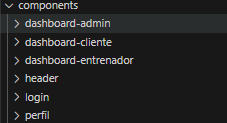 components
dashboard-admin
dashboard-cliente
dashboard-entrenador
header
login
perfil